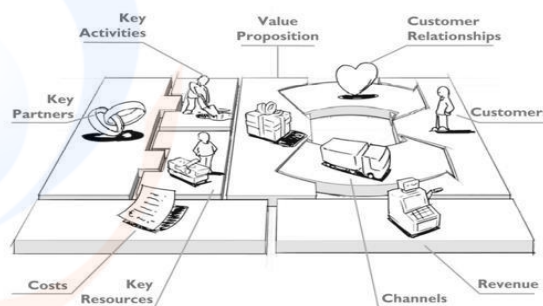 Key
Activities
Value
Proposition
Customer
Relationships
Key
Partners
Customer
Costs
Key
Resources
Channels
Revenue